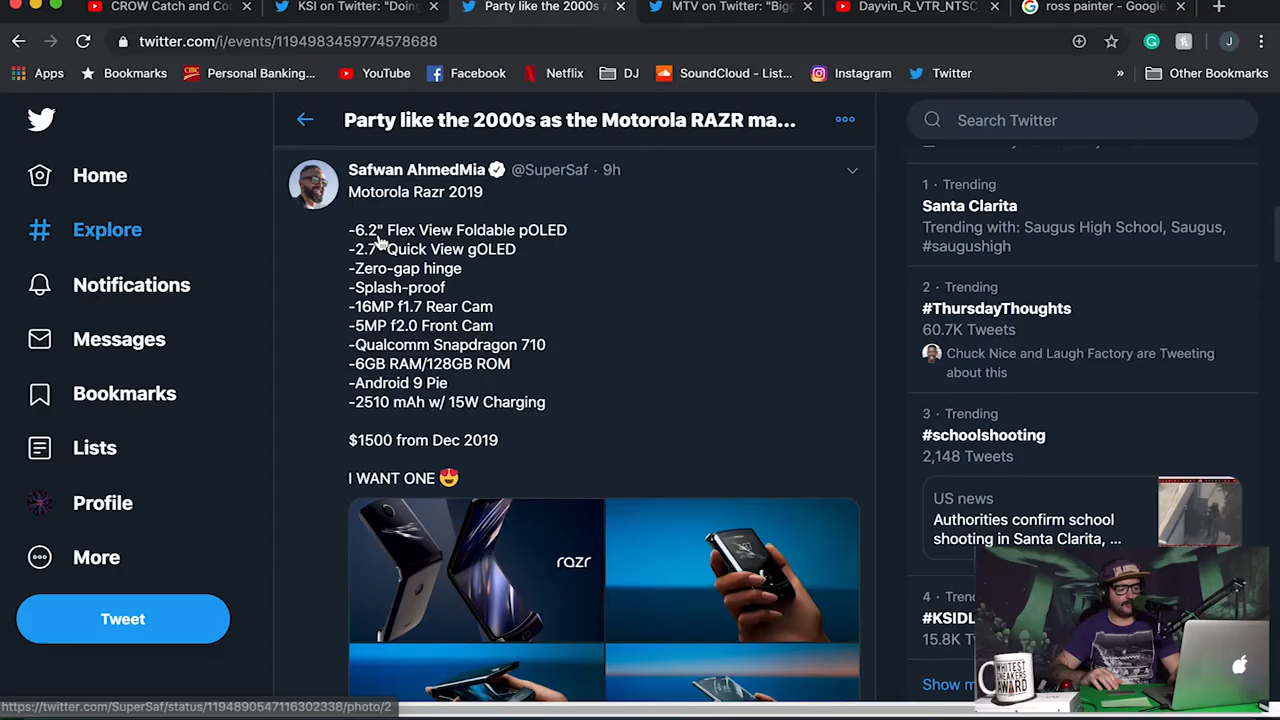 CROW Catch and Co
KSI on Twitter: "Doing
Party like the 2000s a
MTV on Twitter: "Big
Dayvin_R_VTR_NTSC
ross painter - Google
twitter.com/i/events/1194983459774578688
J
Apps
Bookmarks
Personal Banking...
YouTube
Facebook
Netflix
DJ
SoundCloud - List...
Instagram
Twitter
»
Other Bookmarks
Home
Explore
Notifications
Messages
Bookmarks
Lists
Profile
More
Tweet
Party like the 2000s as the Motorola RAZR ma...
Safwan AhmedMia @SuperSaf · 9h
Motorola Razr 2019
-6.2" Flex View Foldable pOLED
-2.7" Quick View gOLED
-Zero-gap hinge
-Splash-proof
-16MP f1.7 Rear Cam
-5MP f2.0 Front Cam
-Qualcomm Snapdragon 710
-6GB RAM/128GB ROM
-Android 9 Pie
-2510 mAh w/ 15W Charging
$1500 from Dec 2019
I WANT ONE 😍
razr
Search Twitter
1 · Trending
Santa Clarita
Trending with: Saugus High School, Saugus,
#saugushigh
2 · Trending
#ThursdayThoughts
60.7K Tweets
Chuck Nice and Laugh Factory are Tweeting
about this
3 · Trending
#schoolshooting
2,148 Tweets
US news
Authorities confirm school
shooting in Santa Clarita, ...
4 · Trend
#KSIDL
15.8K T
Show m
WHITEST
SNEAKERS
AWARD
https://twitter.com/SuperSaf/status/1194890547116302338/photo/2